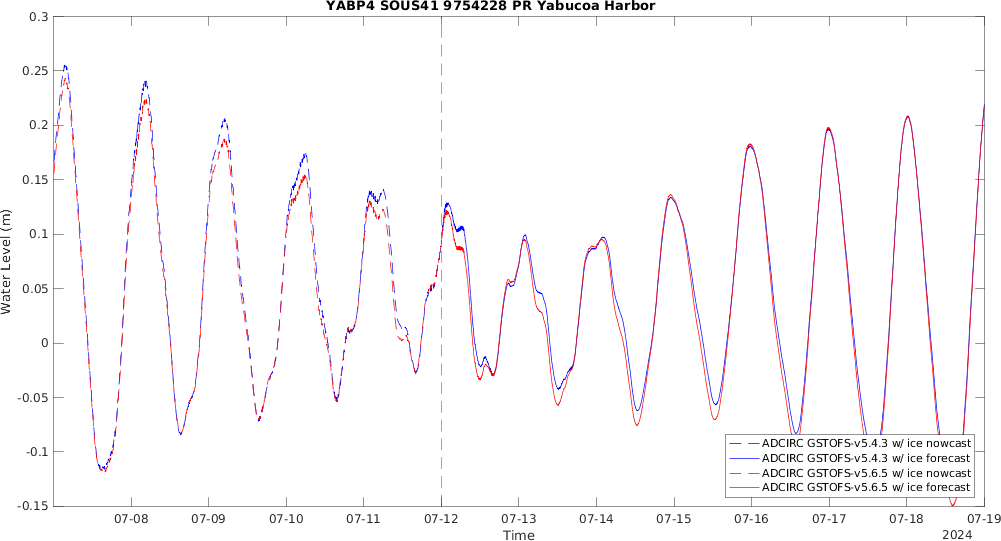 YABP4 SOUS41 9754228 PR Yabucoa Harbor
0.3
0.25
0.2
0.15
0.1
0.05
0
-0.05
-0.1
-0.15
Water Level (m)
ADCIRC GSTOFS-v5.4.3 w/ ice nowcast
ADCIRC GSTOFS-v5.4.3 w/ ice forecast
ADCIRC GSTOFS-v5.6.5 w/ ice nowcast
ADCIRC GSTOFS-v5.6.5 w/ ice forecast
07-08 07-09 07-10 07-11 07-12 07-13 07-14 07-15 07-16 07-17 07-18 07-19
Time
2024